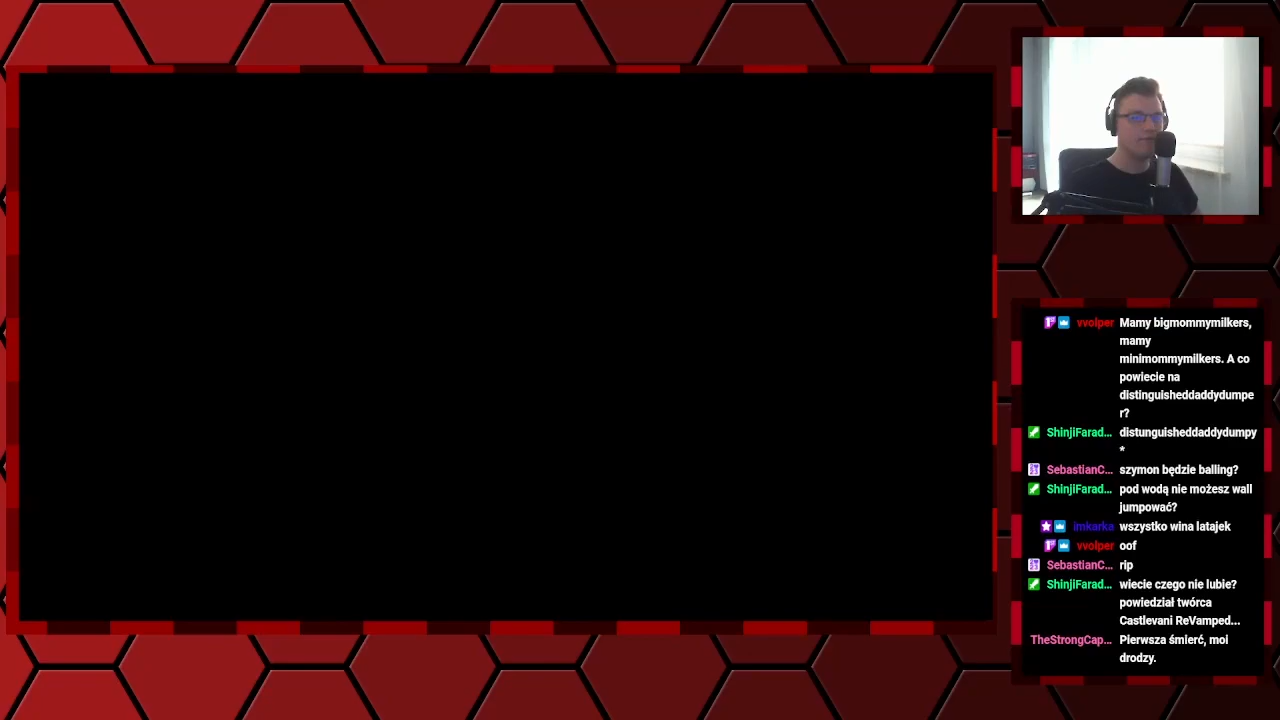 vvolper Mamy bigmommymilkers,
mamy
minimommymilkers. A co
powiecie na
distinguisheddaddydumpe
r?
ShinjiFarad... distunguisheddaddydumpy
*
SebastianC... szymon będzie balling?
ShinjiFarad... pod wodą nie możesz wall
jumpować?
imkarka wszystko wina latajek
vvolper oof
SebastianC... rip
ShinjiFarad... wiecie czego nie lubie?
powiedział twórca
Castlevani ReVamped...
TheStrongCap... Pierwsza śmierć, moi
drodzy.